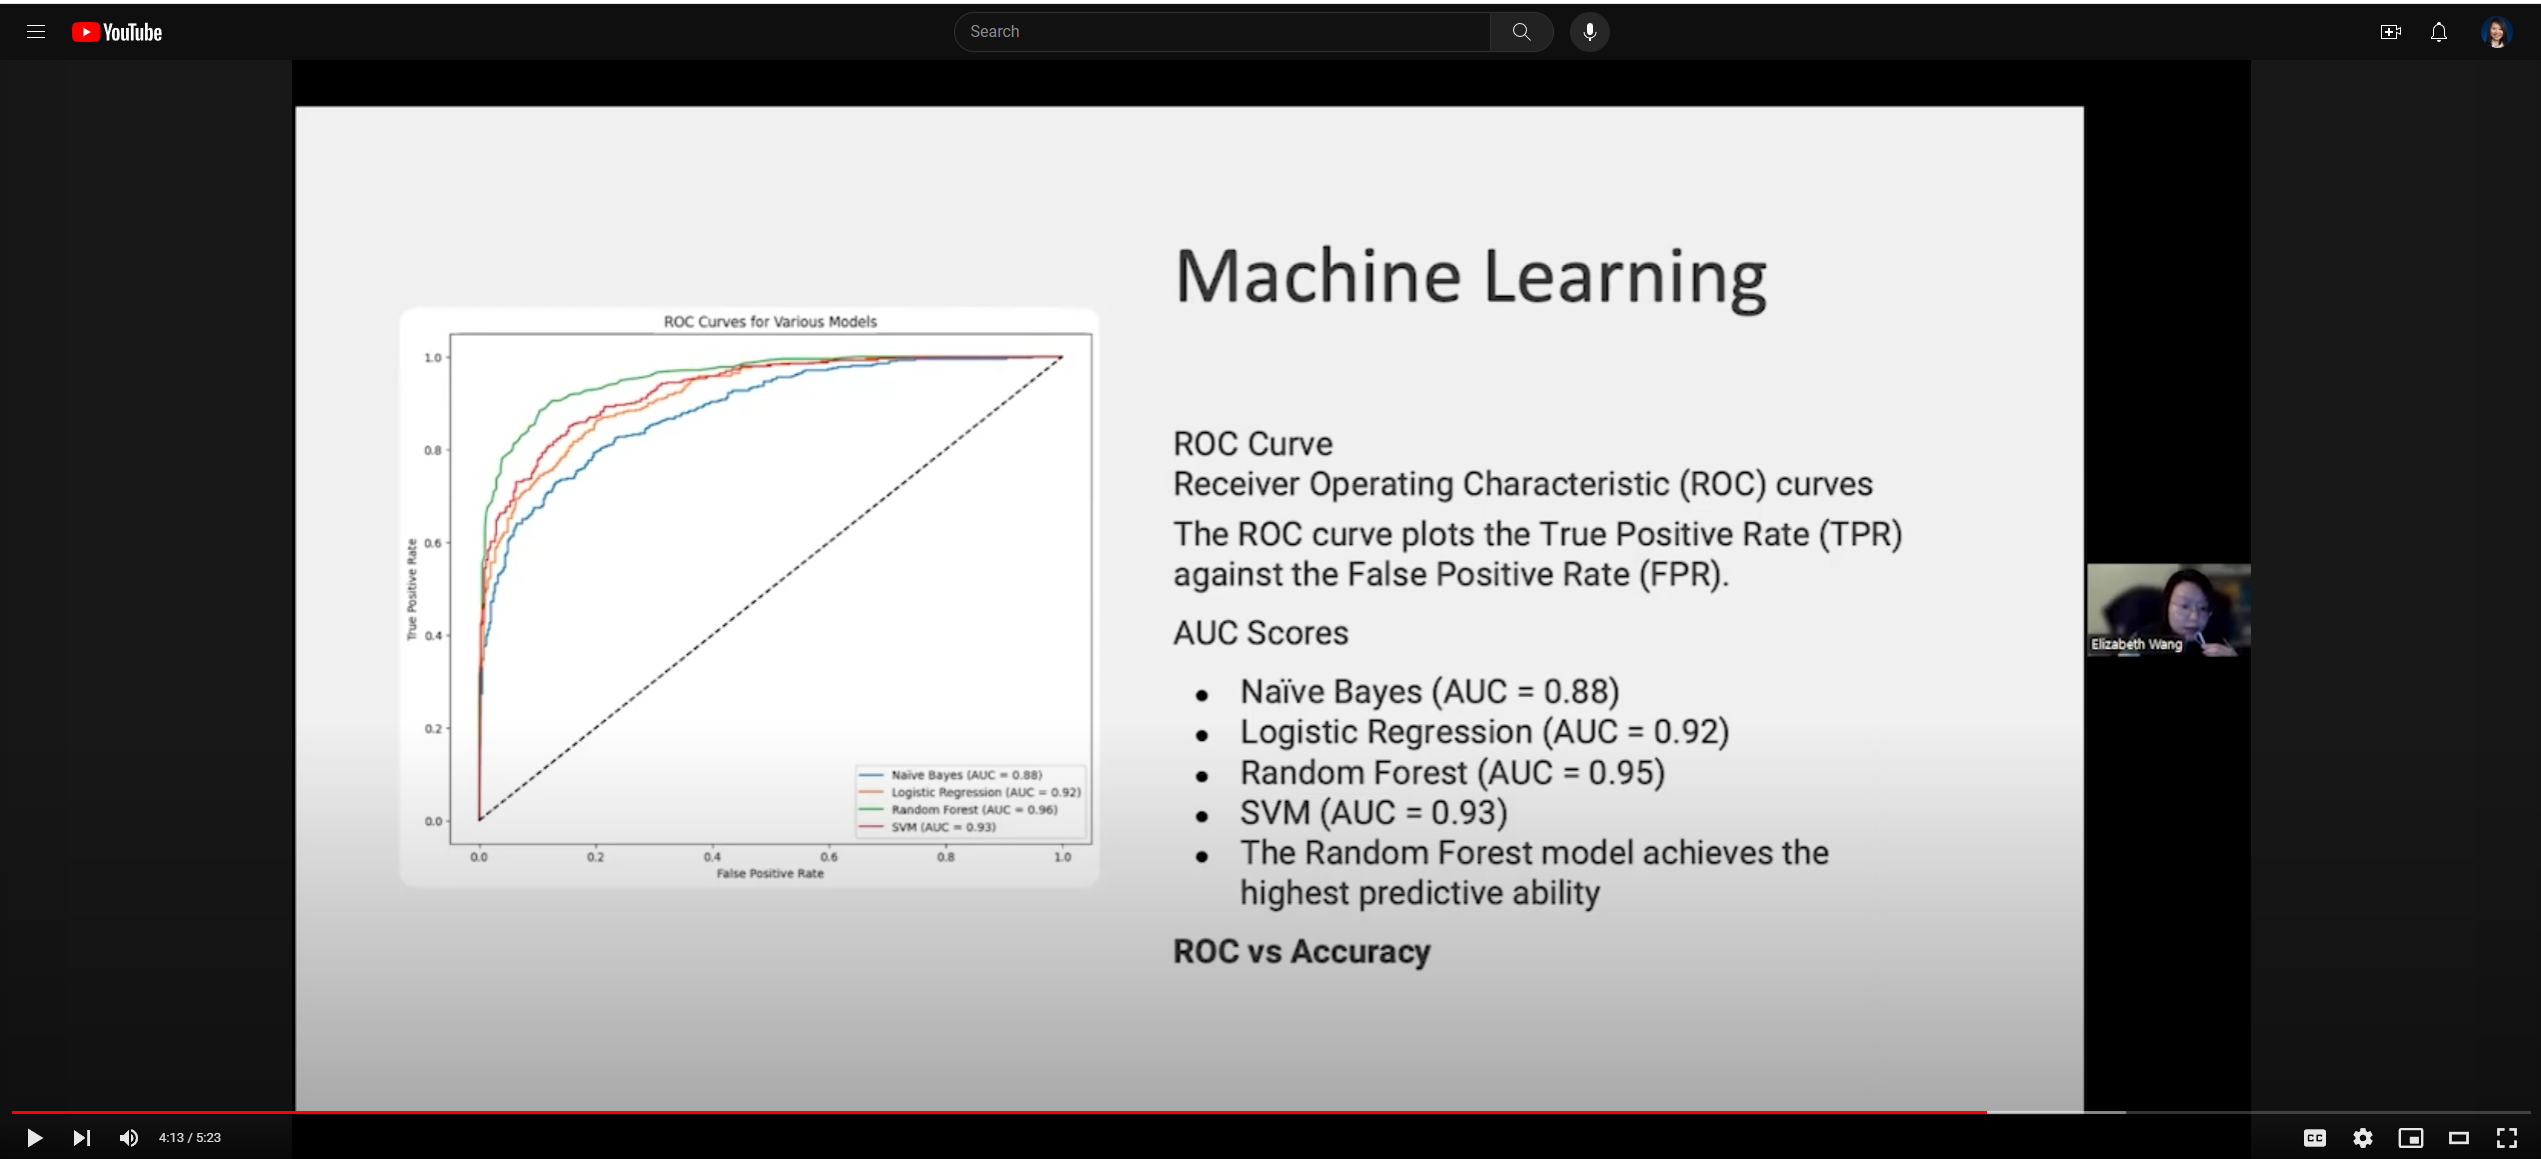 YouTube
Search
Machine Learning
ROC Curves for Various Models
1.0
0.8
0.6
0.4
0.2
0.0
True Positive Rate
0.0 0.2 0.4 0.6 0.8 1.0
False Positive Rate
Naïve Bayes (AUC = 0.88)
Logistic Regression (AUC = 0.92)
Random Forest (AUC = 0.96)
SVM (AUC = 0.93)
ROC Curve
Receiver Operating Characteristic (ROC) curves
The ROC curve plots the True Positive Rate (TPR)
against the False Positive Rate (FPR).
AUC Scores
● Naïve Bayes (AUC = 0.88)
● Logistic Regression (AUC = 0.92)
● Random Forest (AUC = 0.95)
● SVM (AUC = 0.93)
● The Random Forest model achieves the
highest predictive ability
ROC vs Accuracy
Elizabeth Wang
4:13 / 5:23
CC